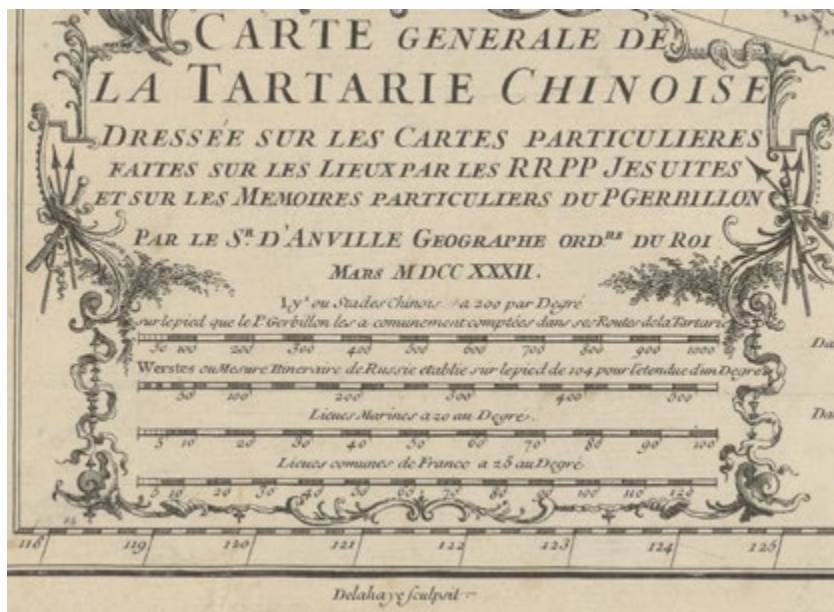 CARTE GENERALE DE
LA TARTARIE CHINOISE
DRESSÉE SUR LES CARTES PARTICULIERES
FAITES SUR LES LIEUX PAR LES RRPP JESUITES
ET SUR LES MEMOIRES PARTICULIERS DU P GERBILLON
PAR LE Sr. D'ANVILLE GEOGRAPHE ORD.re DU ROI
MARS MDCC XXXII.
Lys ou Stades Chinois a 200 par Degré
sur le pied que le P. Gerbillon les a comunement comptées dans ses Routes de la Tartarie
50 100 200 300 400 500 600 700 800 900 1000
Werstes ou Mesure Itineraire de Russie etablie sur le pied de 104 pour l'etendue d'un Degré
50 100 200 300 400 500
Lieues Marines a 20 au Degré.
5 10 20 30 40 50 60 70 80 90 100
Lieues comunes de France a 25 au Degré
5 10 20 30 40 50 60 70 80 90 100 110 120
118 119 120 121 122 123 124 125
Delahaye sculpsit